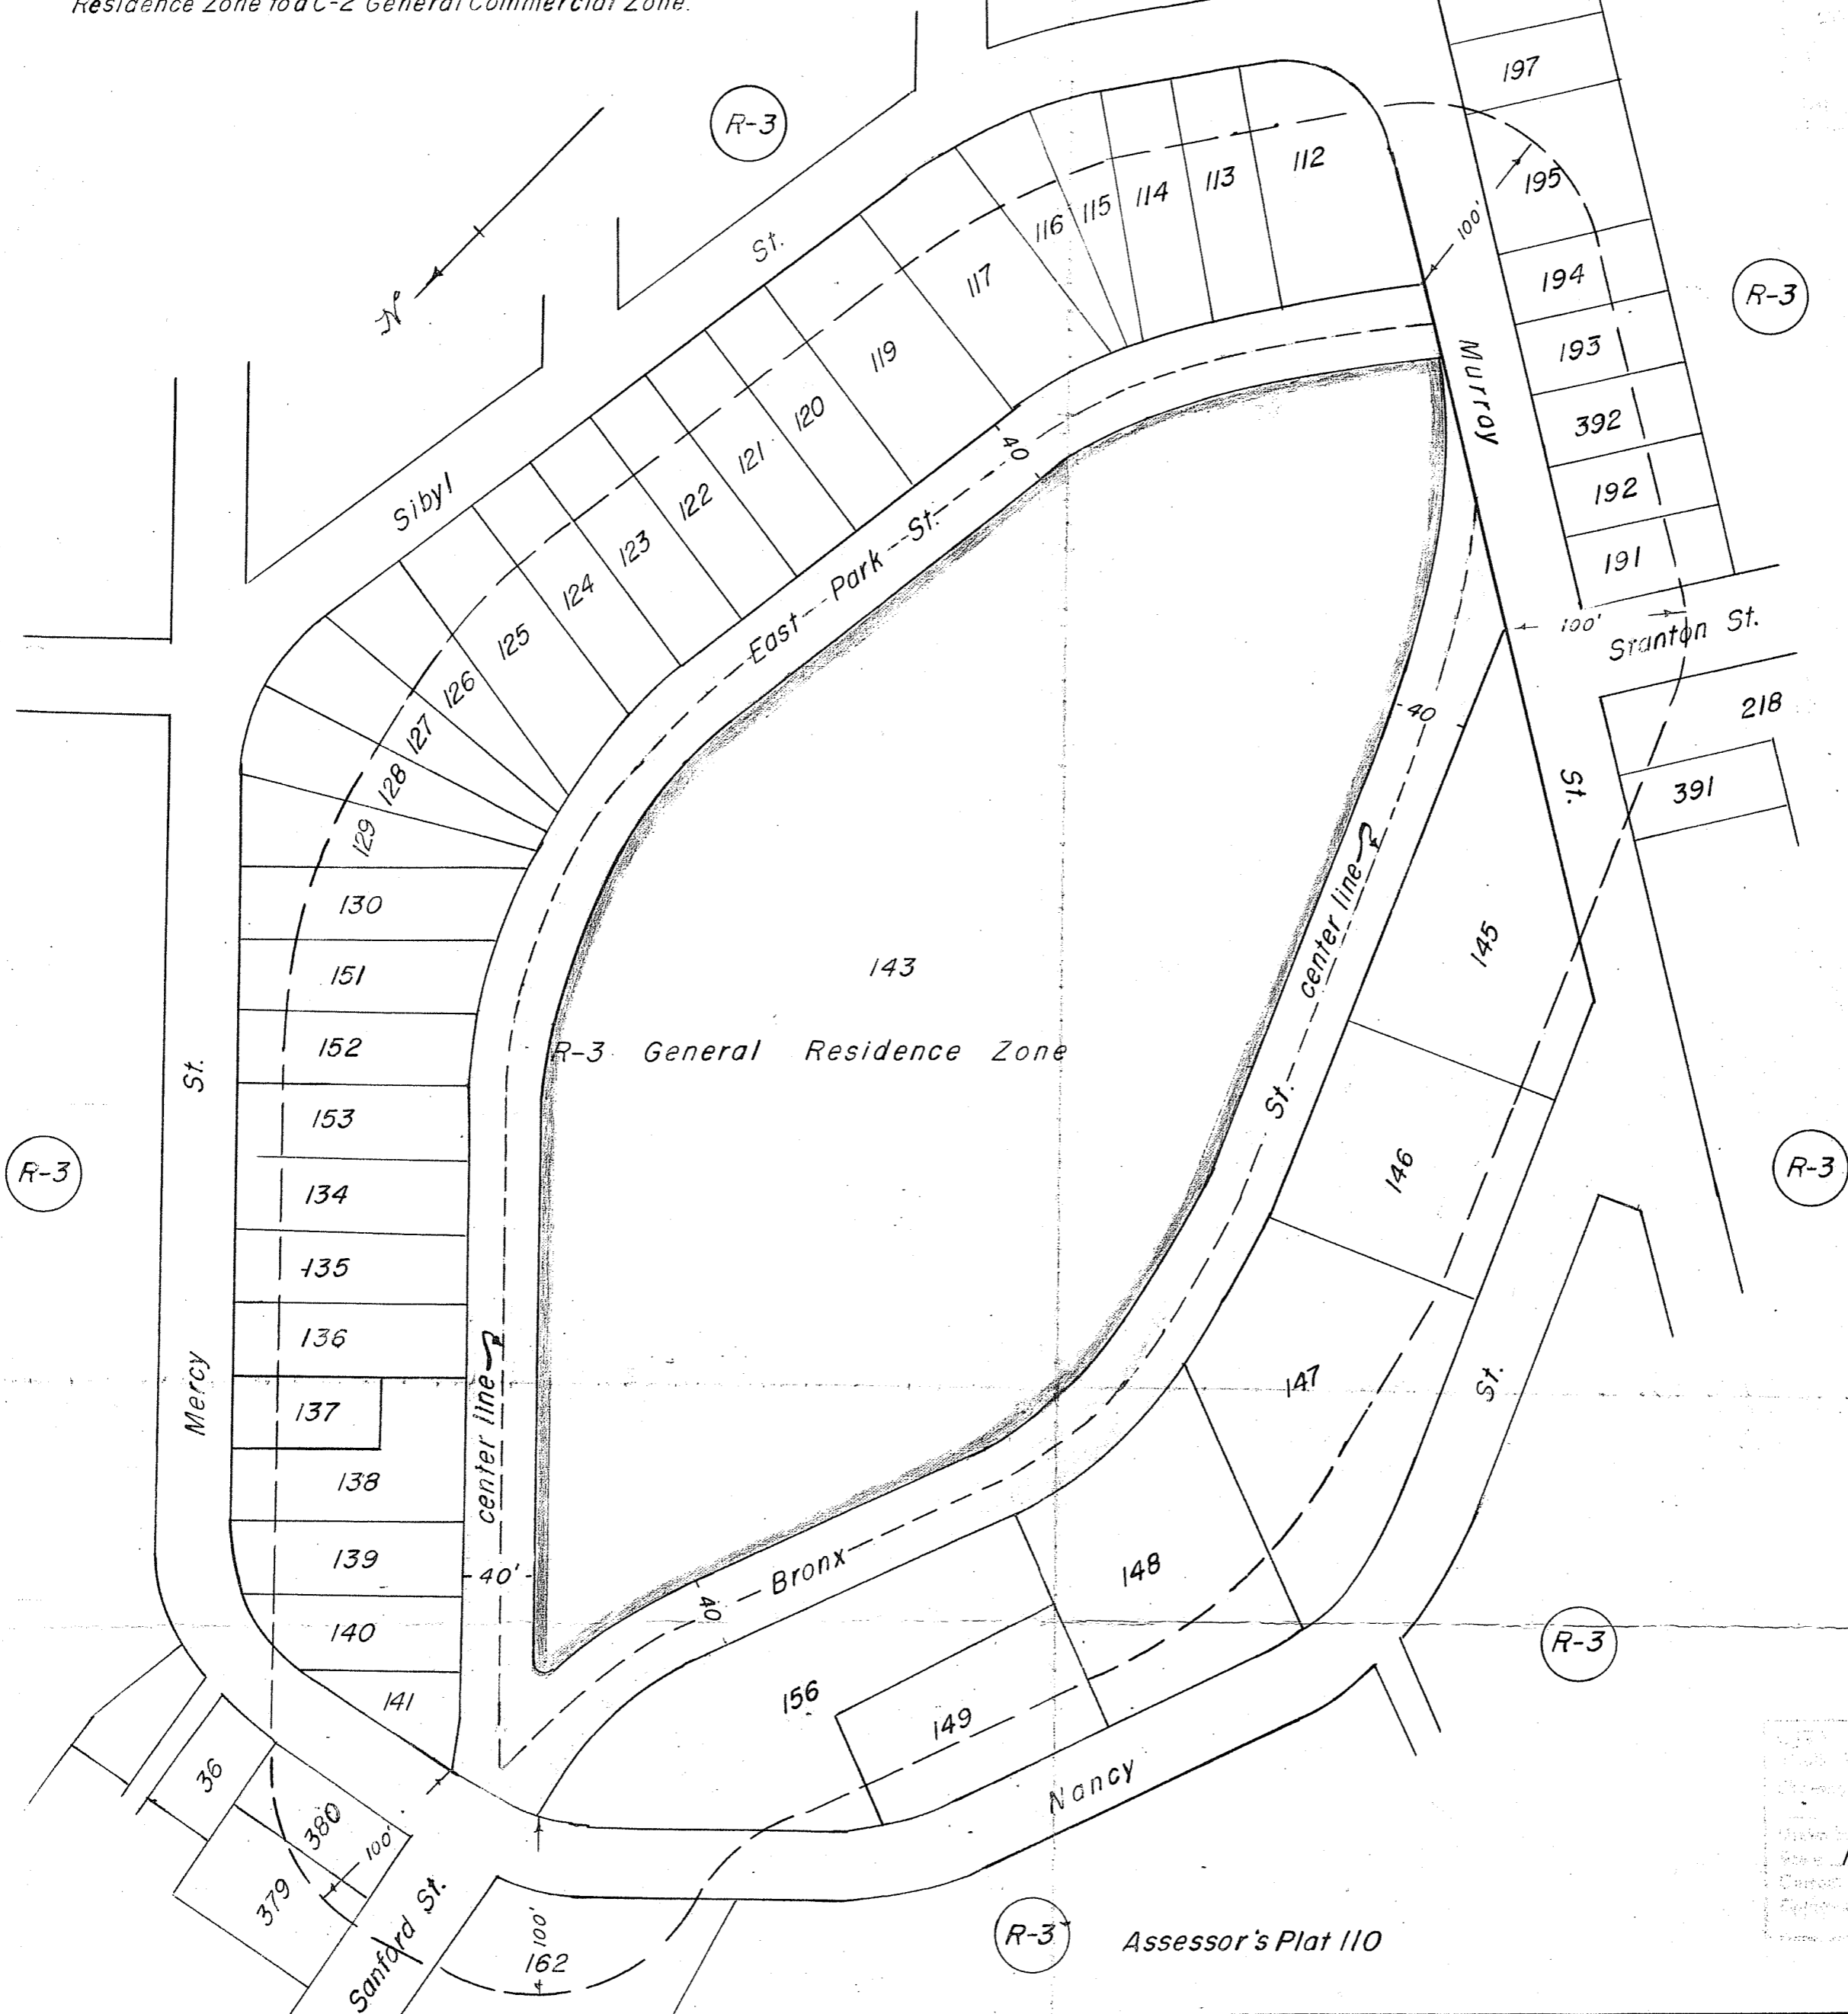 Residence Zone to a C-2 General Commercial Zone.
R-3
N
197
195
100'
194
R-3
193
392
192
191
100'
Stanton St.
218
391
Murray
St.
112
113
114
115
116
117
119
120
121
122
123
124
125
126
127
128
129
130
151
152
153
134
135
136
137
138
139
140
141
Sibyl
St.
East Park St.
40
40
center line
St.
143
R-3 General Residence Zone
145
146
147
148
149
156
St.
Mercy
R-3
R-3
center line
40'
40
Bronx
Nancy
St.
R-3
36
380
379
100'
Sanford St.
100'
162
R-3
Assessor's Plat 110